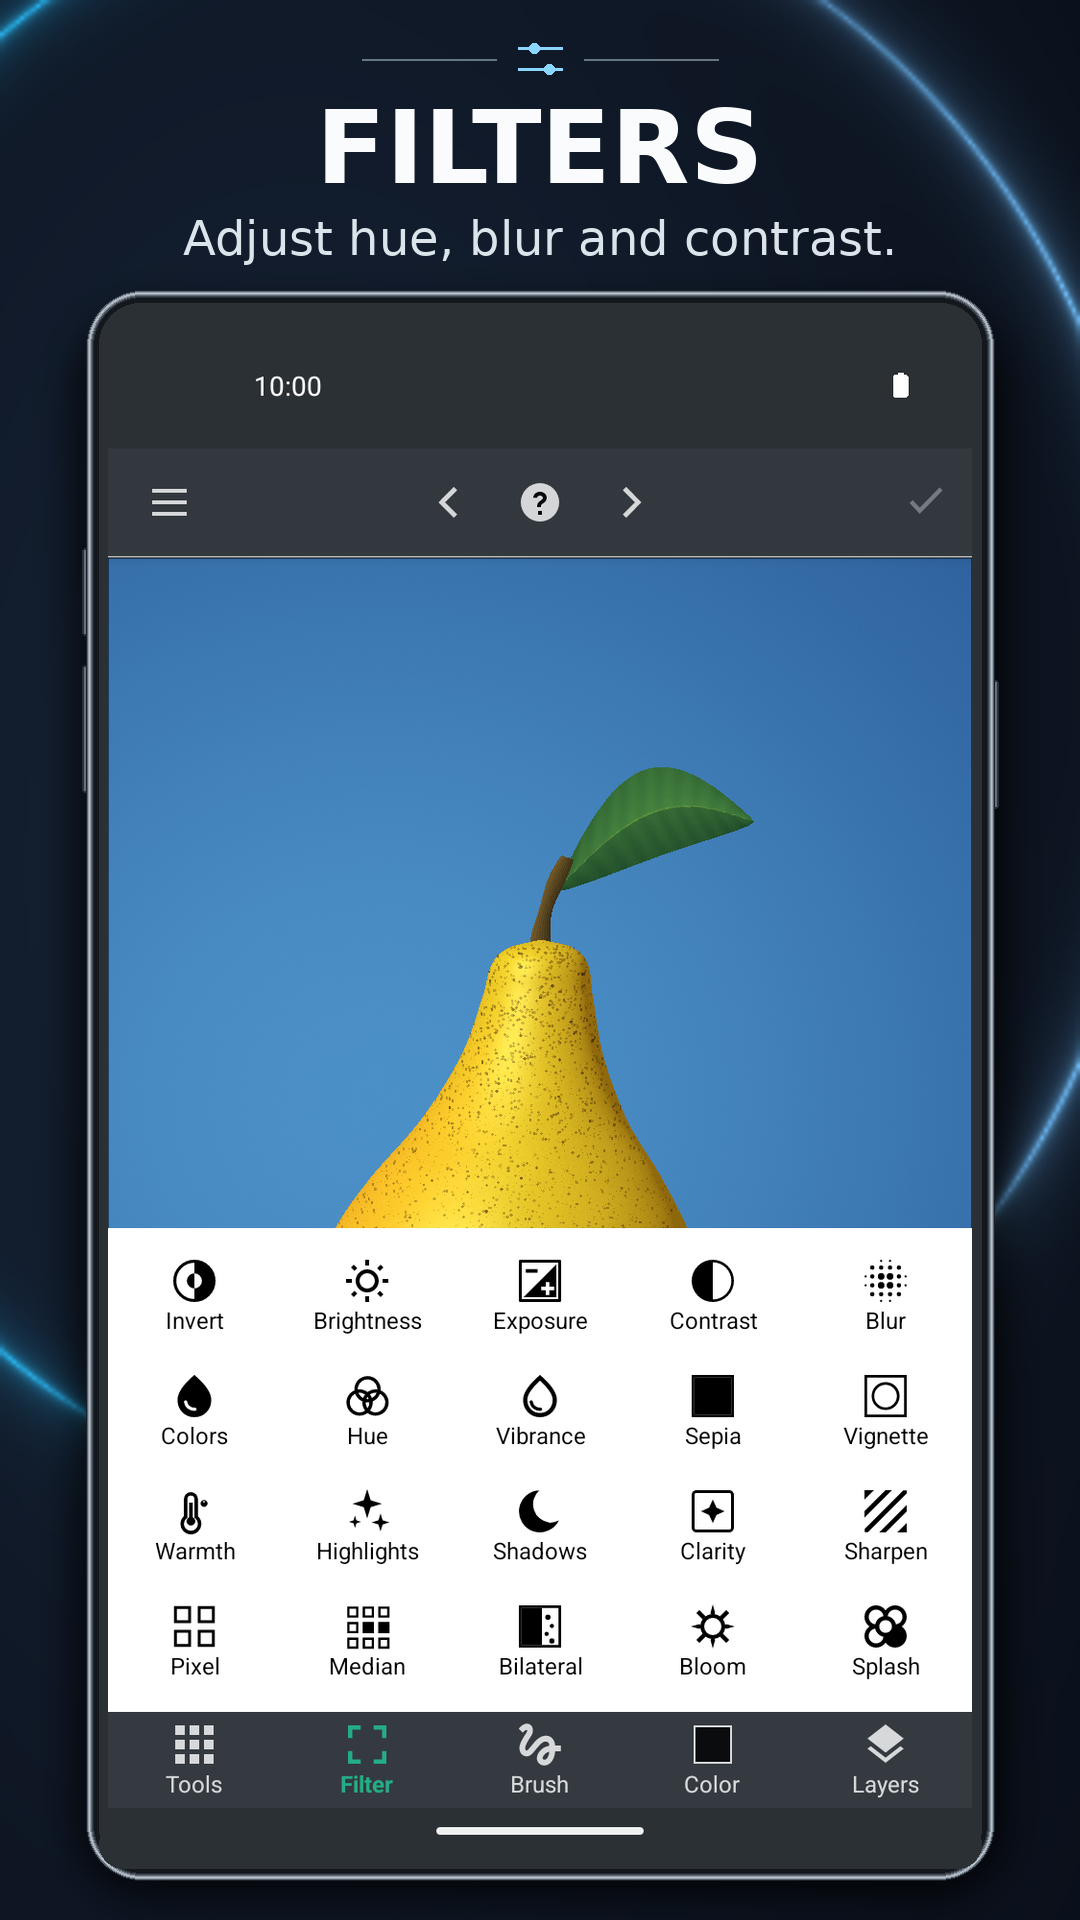 FILTERS
Adjust hue, blur and contrast.
10:00
Invert Brightness Exposure Contrast Blur
Colors Hue Vibrance Sepia Vignette
Warmth Highlights Shadows Clarity Sharpen
Pixel Median Bilateral Bloom Splash
Tools Filter Brush Color Layers